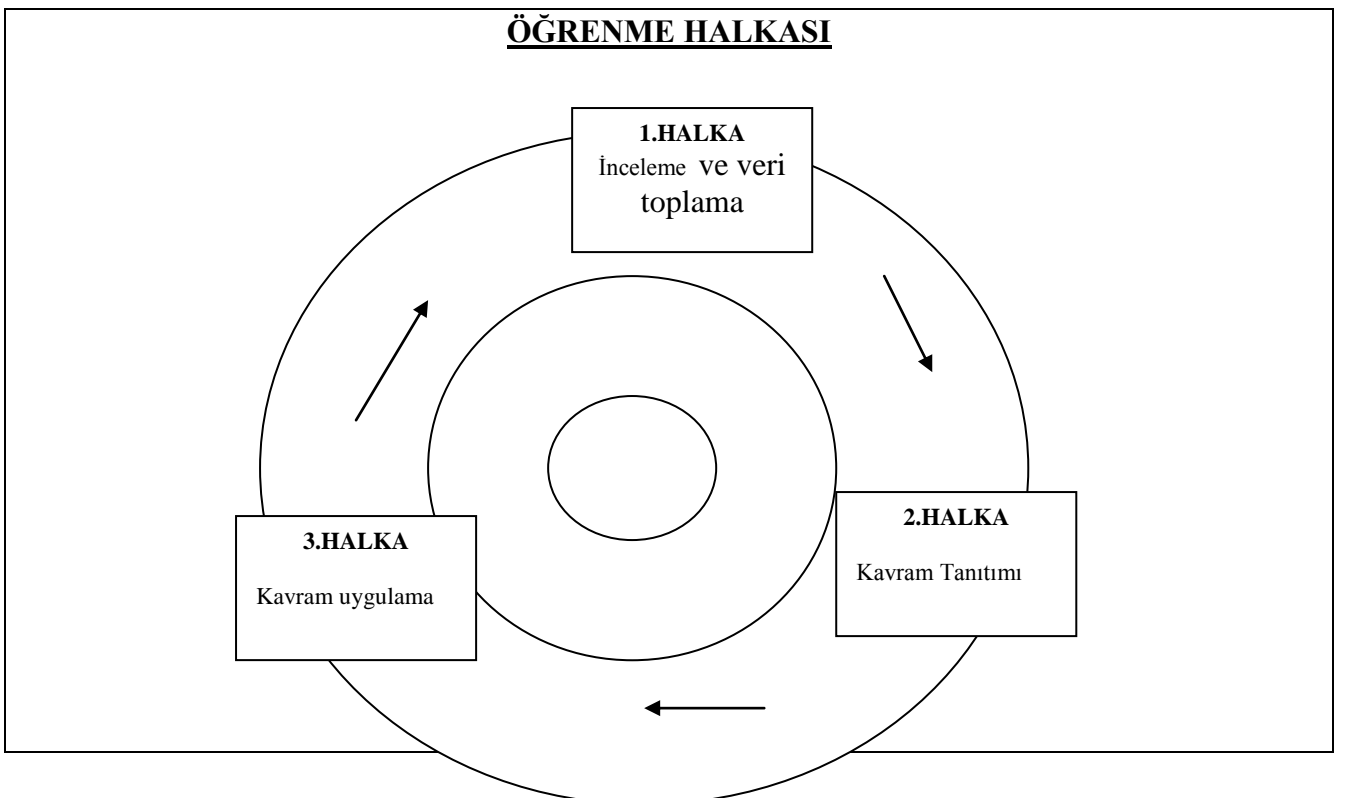 ÖĞRENME HALKASI
1.HALKA
İnceleme ve veri
toplama
2.HALKA
Kavram Tanıtımı
3.HALKA
Kavram uygulama